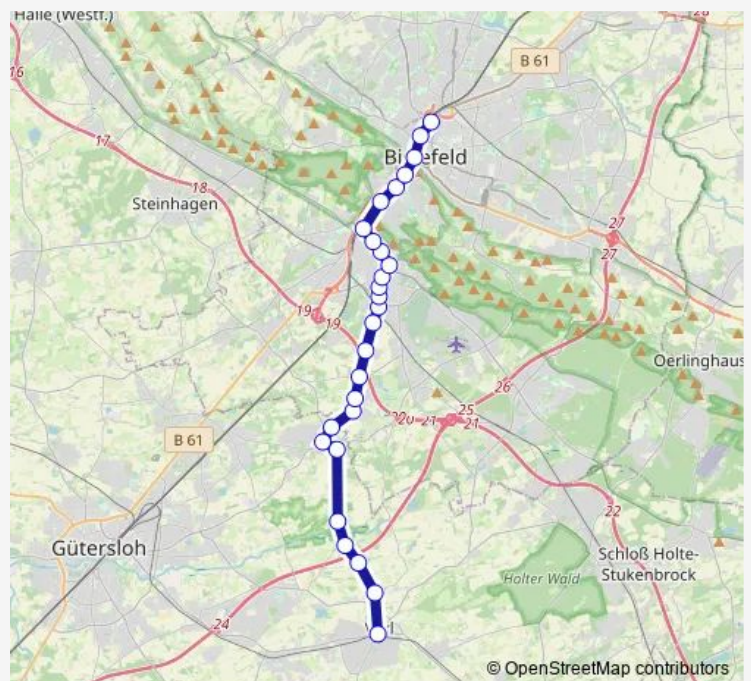 Halle (Westf.)
28
16
B 61
17
Bielefeld
18
Steinhagen
27
27
19
19
Oerlinghaus
26
25
20
21
21
B 61
22
Gütersloh
Schloß Holte-
Stukenbrock
Holter Wald
24
© OpenStreetMap contributors